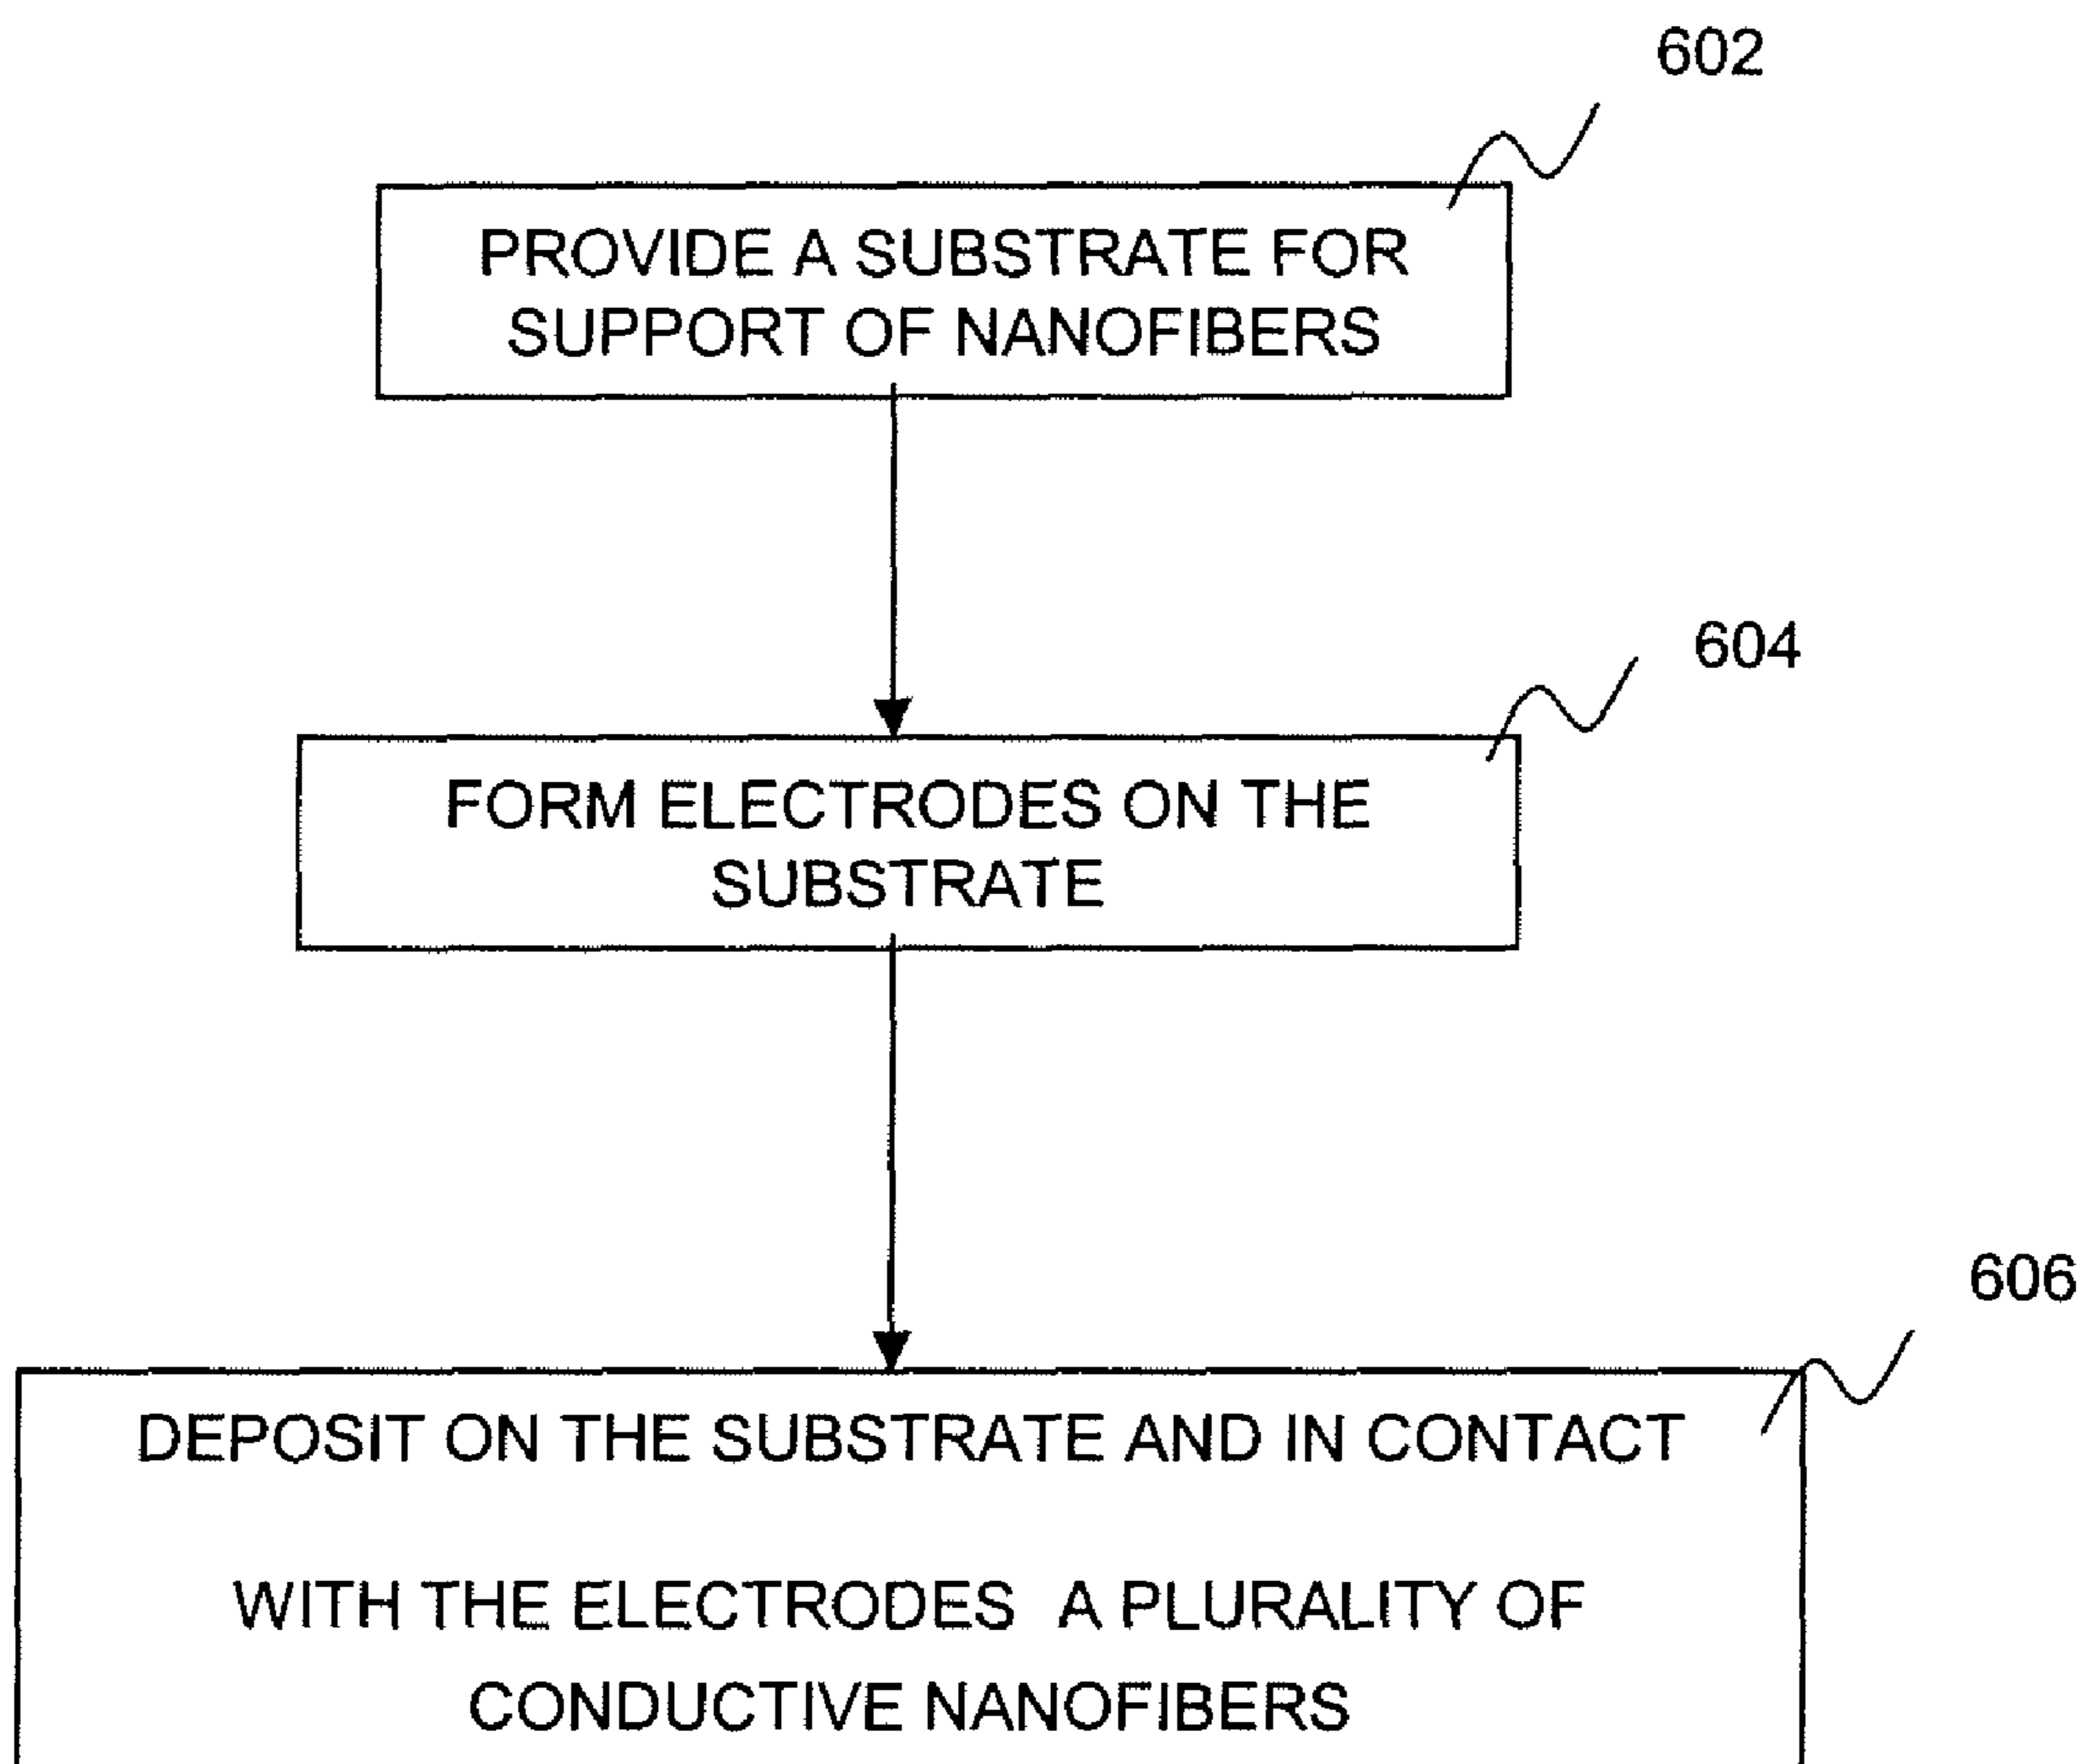 602
PROVIDE A SUBSTRATE FOR
SUPPORT OF NANOFIBERS
604
FORM ELECTRODES ON THE
SUBSTRATE
606
DEPOSIT ON THE SUBSTRATE AND IN CONTACT
WITH THE ELECTRODES A PLURALITY OF
CONDUCTIVE NANOFIBERS